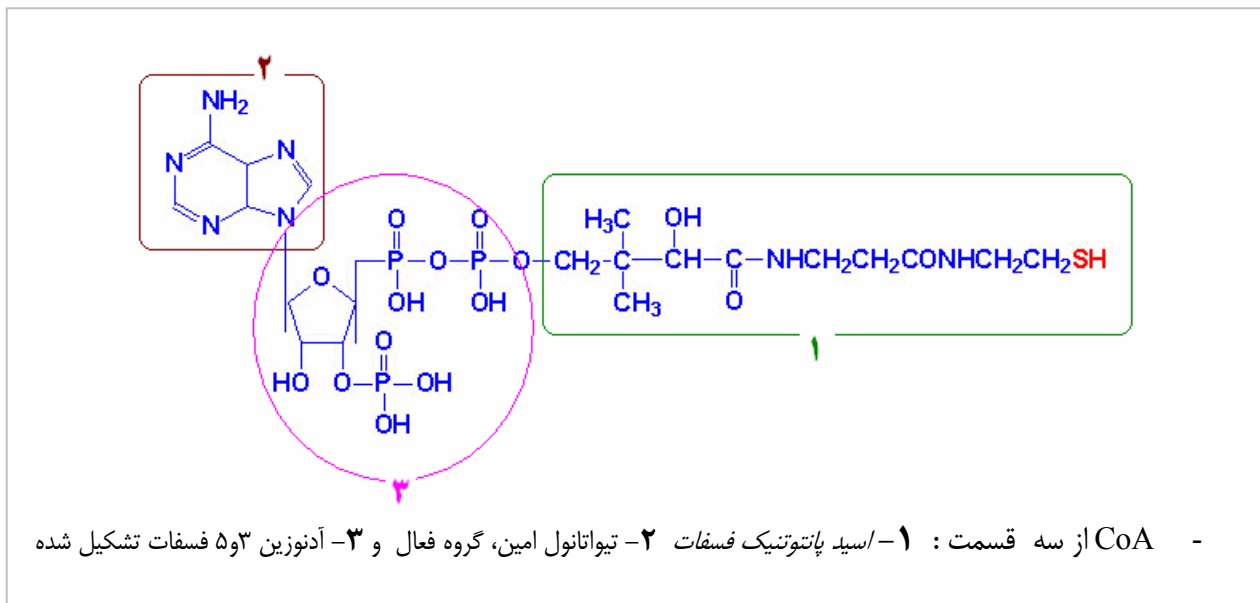 ۲
NH₂
N
N
N
N
O O H₃C OH
P–O–P–O–CH₂ CH–C–NHCH₂CH₂CONHCH₂CH₂SH
O OH OH CH₃ O
۱
O
HO O–P–OH
OH
۳
- CoA از سه قسمت : ۱– اسید پانتوتنیک فسفات ۲– تیواتانول امین، گروه فعال و ۳– آدنوزین ۳و۵ فسفات تشکیل شده